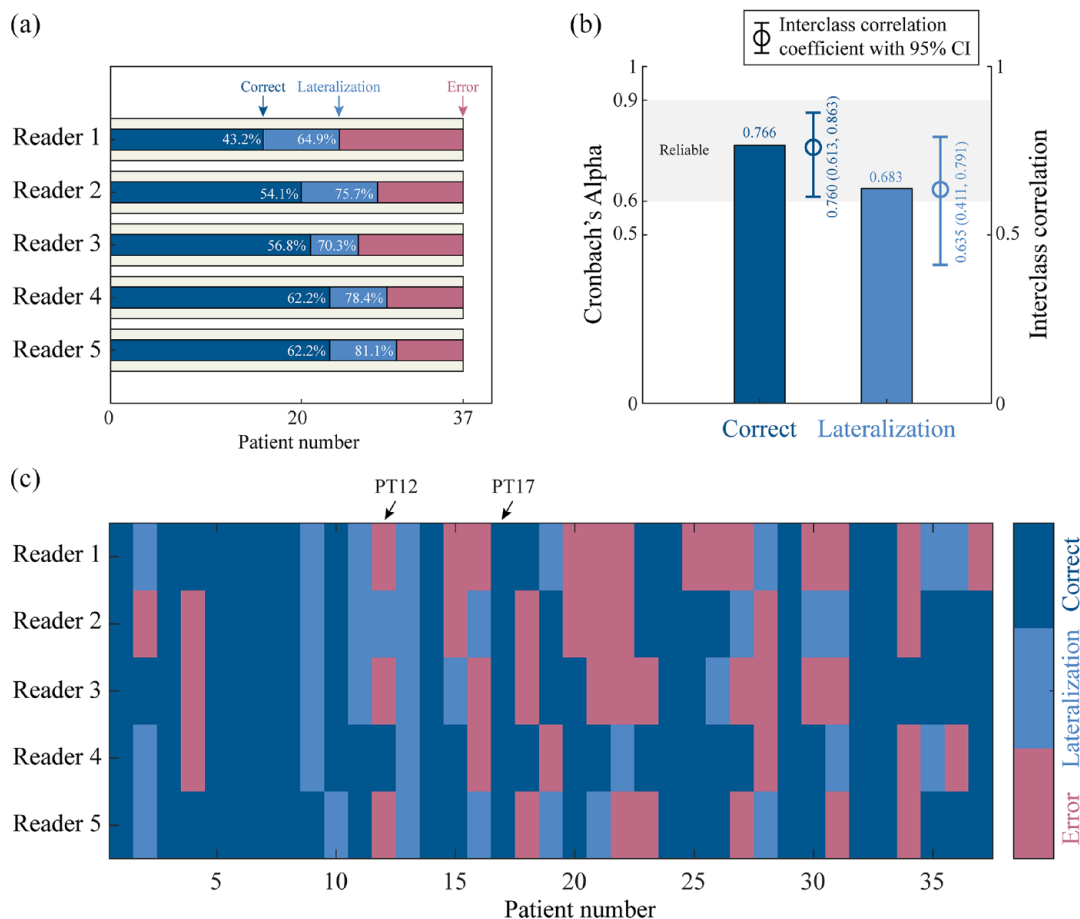 (a)
Correct
Lateralization
Error
Reader 1
43.2%
64.9%
Reader 2
54.1%
75.7%
Reader 3
56.8%
70.3%
Reader 4
62.2%
78.4%
Reader 5
62.2%
81.1%
0
20
37
Patient number
(b)
Interclass correlation
coefficient with 95% CI
Cronbach's Alpha
1
0.9
0.6
0.5
0
Reliable
0.766
0.760 (0.613, 0.863)
0.683
0.635 (0.411, 0.791)
1
0.5
0
Interclass correlation
Correct
Lateralization
(c)
PT12
PT17
Reader 1
Reader 2
Reader 3
Reader 4
Reader 5
5
10
15
20
25
30
35
Patient number
Correct
Lateralization
Error